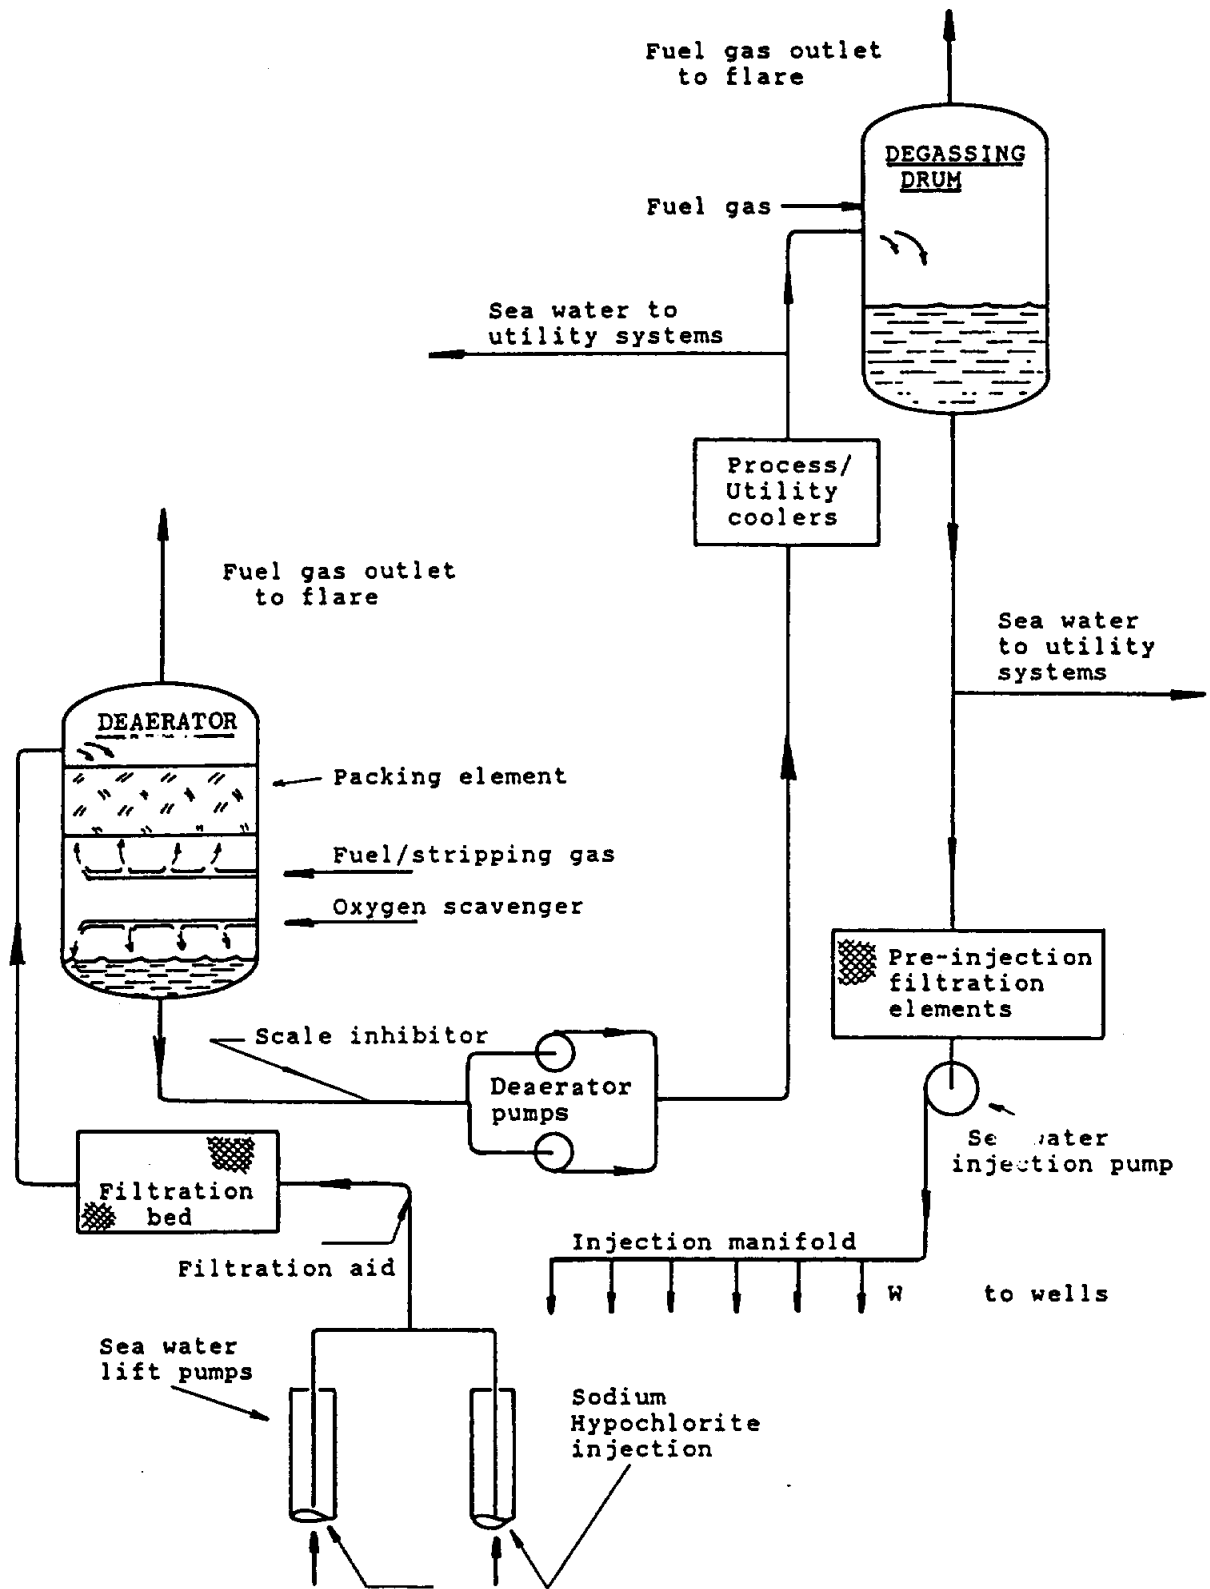 Fuel gas outlet
to flare
DEGASSING
DRUM
Fuel gas
Sea water to
utility systems
Process/
Utility
coolers
Fuel gas outlet
to flare
Sea water
to utility
systems
DEAERATOR
Packing element
Fuel/stripping gas
Oxygen scavenger
Pre-injection
filtration
elements
Scale inhibitor
Deaerator
pumps
Se water
injection pump
Filtration
bed
Injection manifold
Filtration aid
W to wells
Sea water
lift pumps
Sodium
Hypochlorite
injection